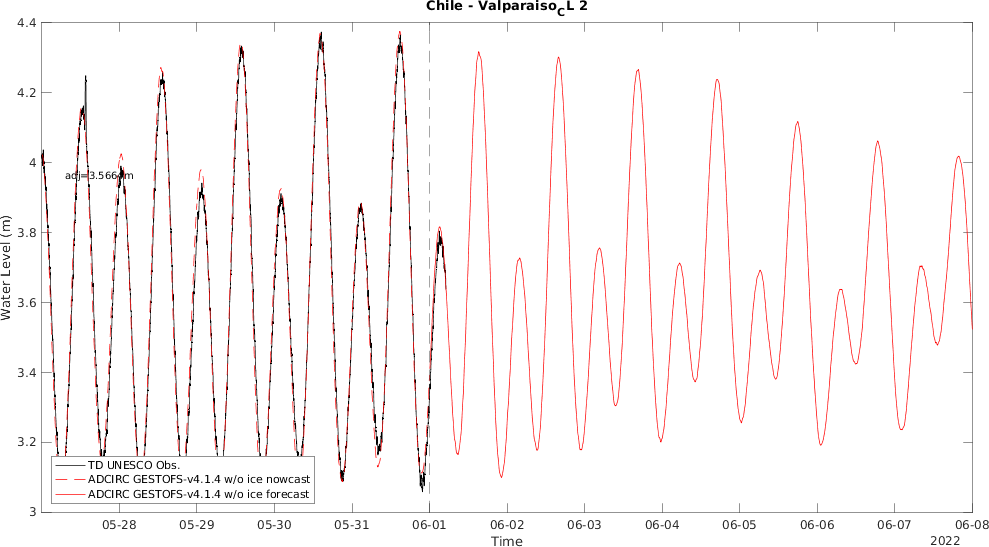 Chile - Valparaiso_CL 2
4.4
4.2
4
3.8
3.6
3.4
3.2
3
Water Level (m)
adj=3.5664m
TD UNESCO Obs.
ADCIRC GESTOFS-v4.1.4 w/o ice nowcast
ADCIRC GESTOFS-v4.1.4 w/o ice forecast
05-28 05-29 05-30 05-31 06-01 06-02 06-03 06-04 06-05 06-06 06-07 06-08
Time
2022